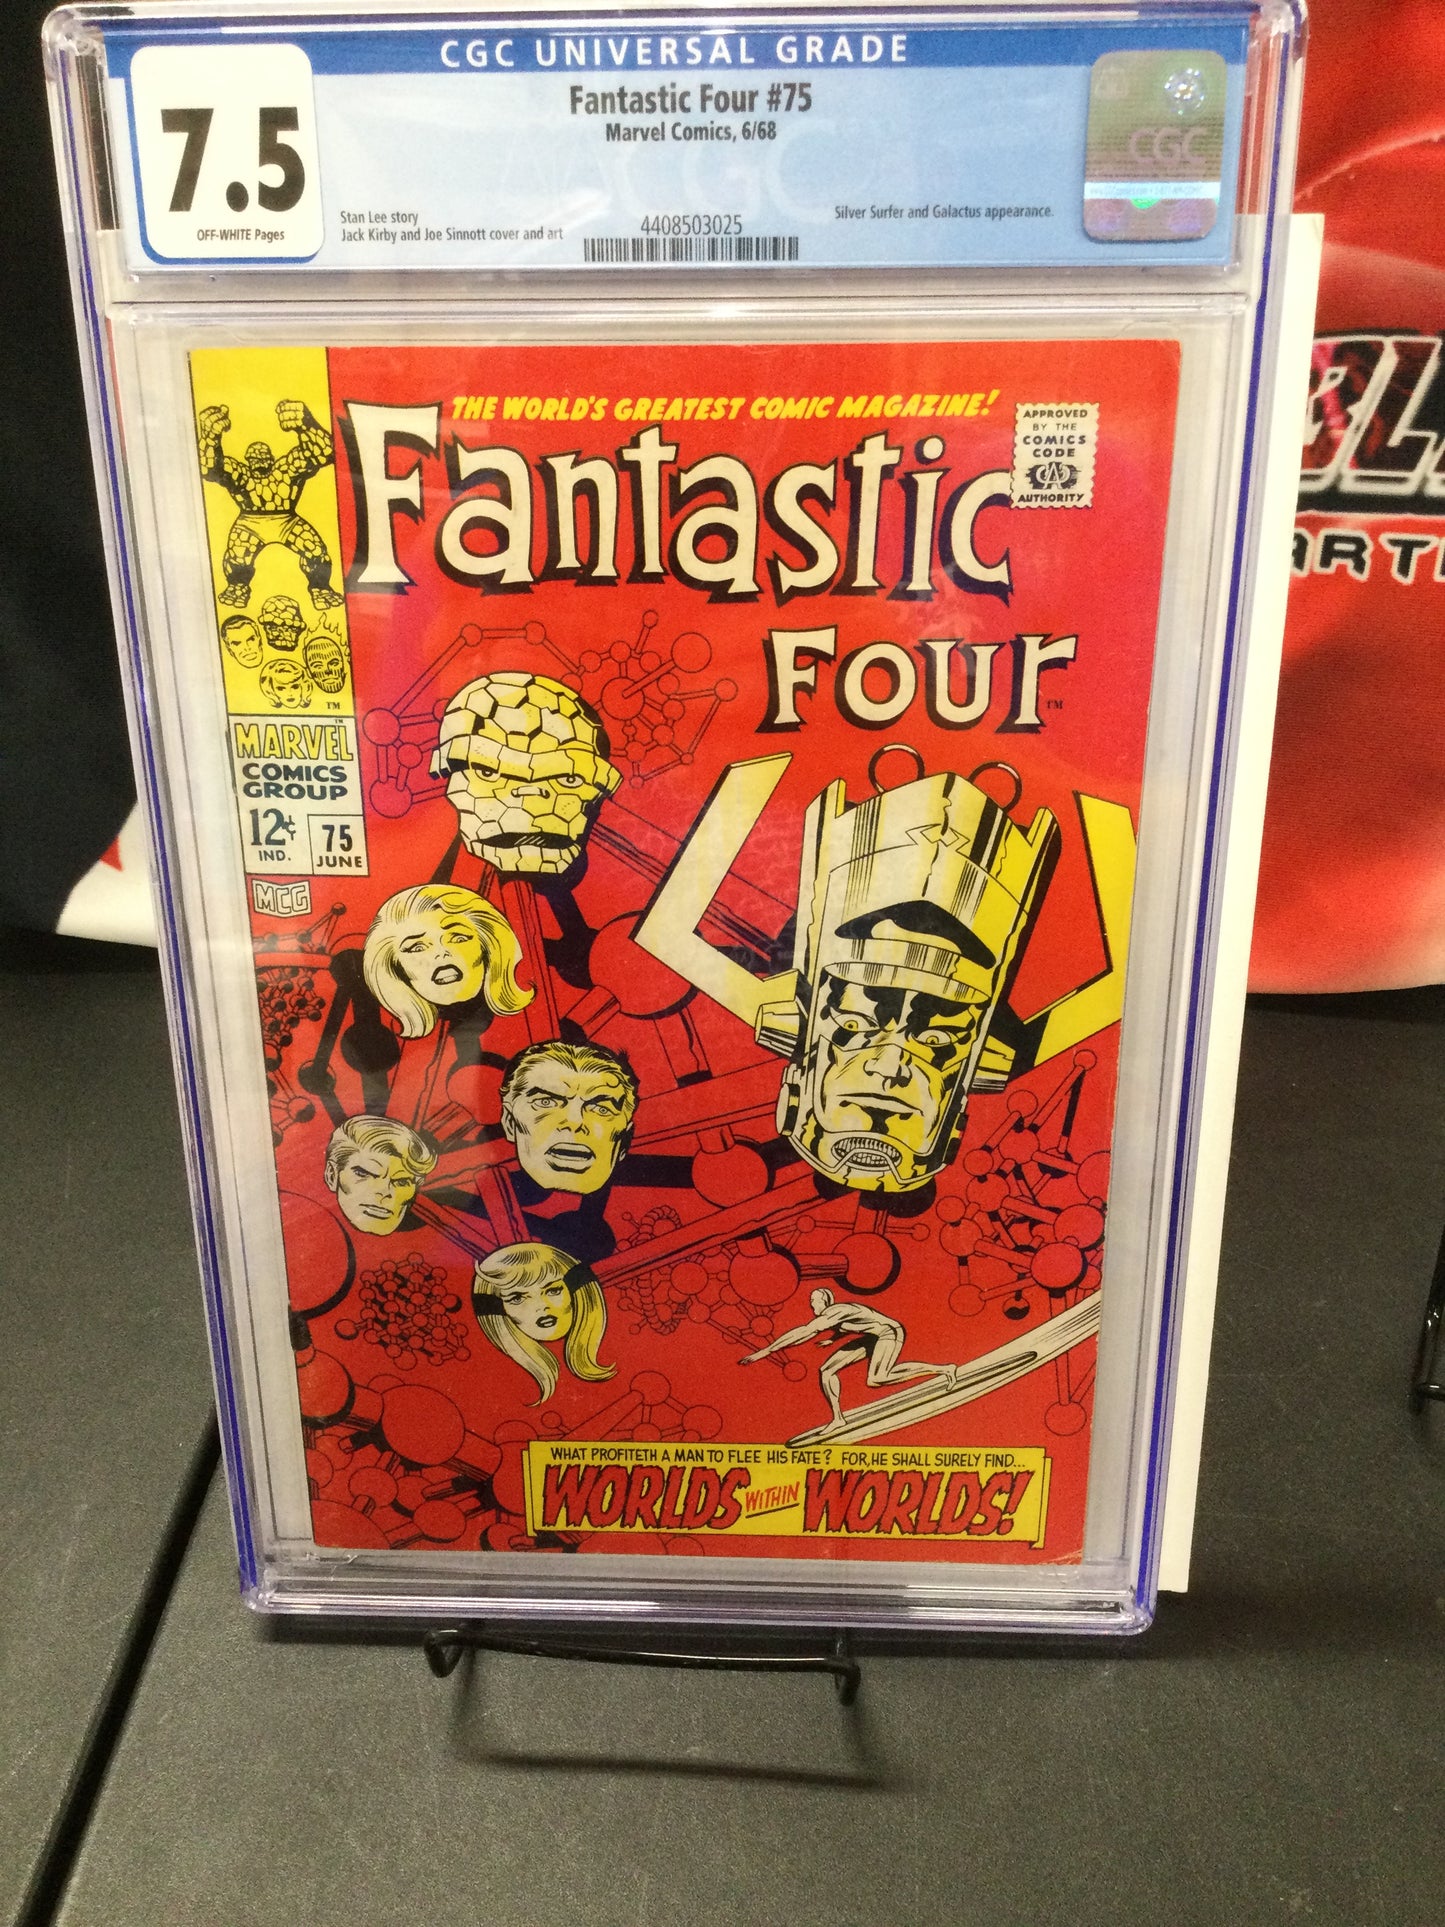 CGC UNIVERSAL GRADE
7.5
OFF-WHITE Pages
Fantastic Four #75
Marvel Comics, 6/68
Stan Lee story
Jack Kirby and Joe Sinnott cover and art
4408503025
Silver Surfer and Galactus appearance.
CGC
THE WORLD'S GREATEST COMIC MAGAZINE!
FANTASTIC
FOUR
TM
APPROVED
BY THE
COMICS
CODE
AUTHORITY
TM
MARVEL
COMICS
GROUP
12¢
IND.
75
JUNE
MCG
WHAT PROFITETH A MAN TO FLEE HIS FATE? FOR, HE SHALL SURELY FIND...
WORLDS WITHIN WORLDS!